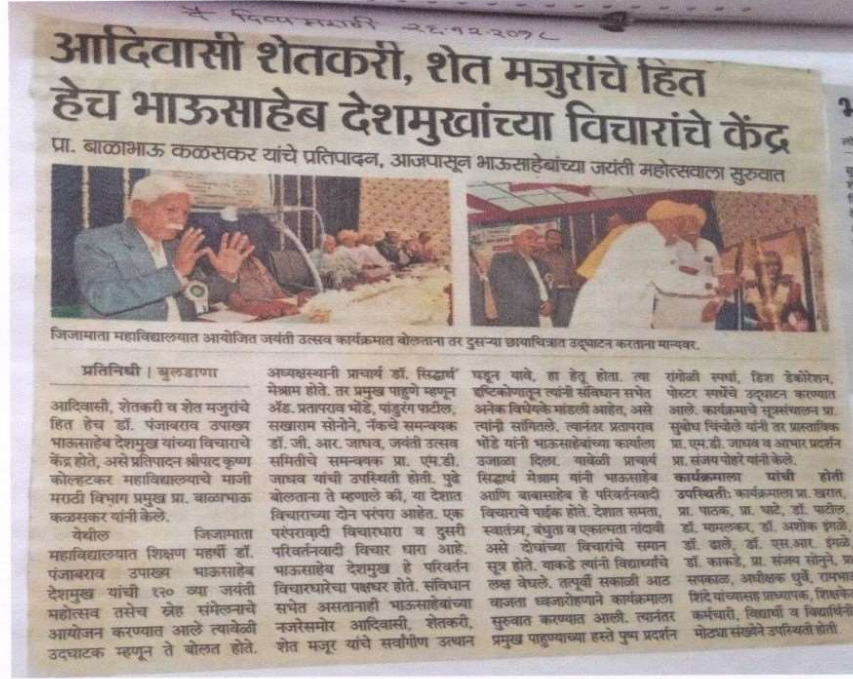 दै दिव्य मराठी २६.१२.२०१८
आदिवासी शेतकरी, शेत मजुरांचे हित
हेच भाऊसाहेब देशमुखांच्या विचारांचे केंद्र
प्रा. बाळाभाऊ कळसकर यांचे प्रतिपादन, आजपासून भाऊसाहेबांच्या जयंती महोत्सवाला सुरुवात
जिजामाता महाविद्यालयात आयोजित जयंती उत्सव कार्यक्रमात बोलताना तर दुसऱ्या छायाचित्रात उद्घाटन करताना मान्यवर.
प्रतिनिधी | बुलडाणा
आदिवासी, शेतकरी व शेत मजुरांचे
हित हेच डॉ. पंजाबराव उपाख्य
भाऊसाहेब देशमुख यांच्या विचाराचे
केंद्र होते, असे प्रतिपादन श्रीपाद कृष्ण
कोल्हटकर महाविद्यालयाचे माजी
मराठी विभाग प्रमुख प्रा. बाळाभाऊ
कळसकर यांनी केले.
येथील जिजामाता
महाविद्यालयात शिक्षण महर्षी डॉ.
पंजाबराव उपाख्य भाऊसाहेब
देशमुख यांची १२० व्या जयंती
महोत्सव तसेच स्नेह संमेलनाचे
आयोजन करण्यात आले त्यावेळी
उदघाटक म्हणून ते बोलत होते.
अध्यक्षस्थानी प्राचार्य डॉ. सिद्धार्थ
मेश्राम होते. तर प्रमुख पाहुणे म्हणून
अॅड. प्रतापराव भोंडे, पांडुरंग पाटील,
सखाराम सोनोने, नॅकचे समन्वयक
डॉ. जी. आर. जाधव, जयंती उत्सव
समितीचे समन्वयक प्रा. एम.डी.
जाधव यांची उपस्थिती होती. पुढे
बोलताना ते म्हणाले की, या देशात
विचाराच्या दोन परंपरा आहेत. एक
परंपरावादी विचारधारा व दुसरी
परिवर्तनवादी विचार धारा आहे.
भाऊसाहेब देशमुख हे परिवर्तन
विचारधारेचा पक्षधर होते. संविधान
सभेत असतानाही भाऊसाहेबांच्या
नजरेसमोर आदिवासी, शेतकरी,
शेत मजूर यांचे सर्वांगीण उत्थान
घडून यावे, हा हेतू होता. त्या
दृष्टिकोणातून त्यांनी संविधान सभेत
अनेक विधेयके मांडली आहेत, असे
त्यांनी सांगितले. त्यानंतर प्रतापराव
भोंडे यांनी भाऊसाहेबांच्या कार्याला
उजाळा दिला. यावेळी प्राचार्य
सिद्धार्थ मेश्राम यांनी भाऊसाहेब
आणि बाबासाहेब हे परिवर्तनवादी
विचाराचे पाईक होते. देशात समता,
स्वातंत्र्य, बंधुता व एकात्मता नांदावी
असे दोघांच्या विचारांचे समान
सूत्र होते. याकडे त्यांनी विद्यार्थ्यांचे
लक्ष वेधले. तत्पूर्वी सकाळी आठ
वाजता ध्वजारोहणाने कार्यक्रमाला
सुरुवात करण्यात आली. त्यानंतर
प्रमुख पाहुण्याच्या हस्ते पुष्प प्रदर्शन
रांगोळी स्पर्धा, डिश डेकोरेशन,
पोस्टर स्पर्धेचे उद्घाटन करण्यात
आले. कार्यक्रमाचे सूत्रसंचालन प्रा.
सुबोध चिंचोले यांनी तर प्रास्ताविक
प्रा. एम.डी. जाधव व आभार प्रदर्शन
प्रा. संजय पोहरे यांनी केले.
कार्यक्रमाला यांची होती
उपस्थिती: कार्यक्रमाला प्रा. खरात,
प्रा. पाठक, प्रा. घाटे, डॉ. पाटील,
डॉ. मामलकर, डॉ. अशोक इंगळे,
डॉ. ढाले, डॉ. एस.आर. इंगळे,
डॉ. काकडे, प्रा. संजय सोनुने, प्रा
सपकाळ, अधीक्षक धुर्वे, रामभाऊ
शिंदे यांच्यासह प्राध्यापक, शिक्षकेत
कर्मचारी, विद्यार्थी व विद्यार्थिनी
मोठ्या संख्येने उपस्थिती होती